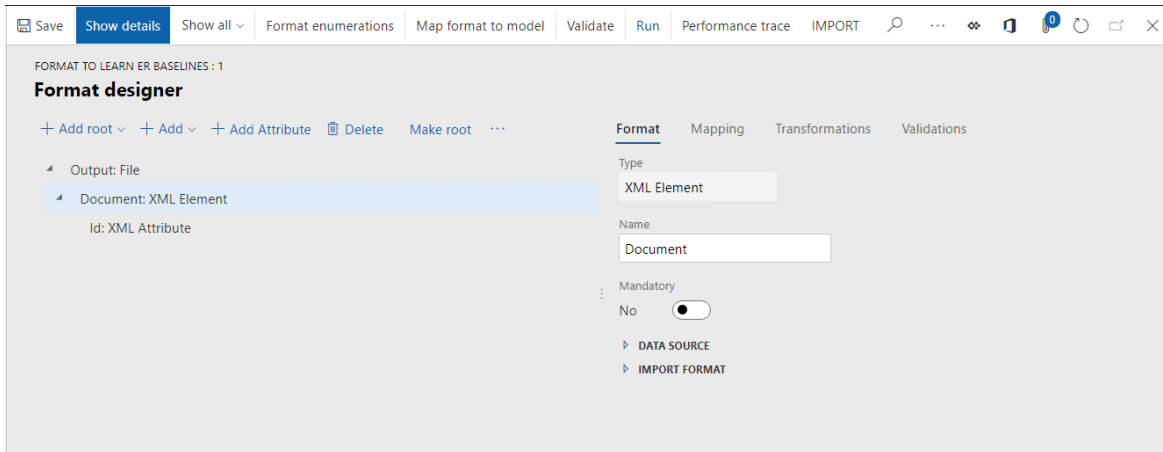 Save Show details Show all Format enumerations Map format to model Validate Run Performance trace IMPORT ... 0
FORMAT TO LEARN ER BASELINES : 1
Format designer
+ Add root + Add + Add Attribute Delete Make root ...
Format Mapping Transformations Validations
Output: File
Document: XML Element
Id: XML Attribute
Type
XML Element
Name
Document
Mandatory
No
DATA SOURCE
IMPORT FORMAT